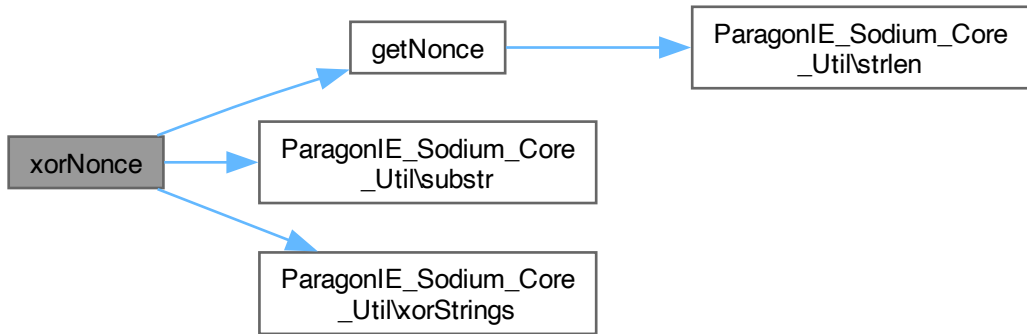 xorNonce
getNonce
ParagonIE_Sodium_Core
_Util\strlen
ParagonIE_Sodium_Core
_Util\substr
ParagonIE_Sodium_Core
_Util\xorStrings